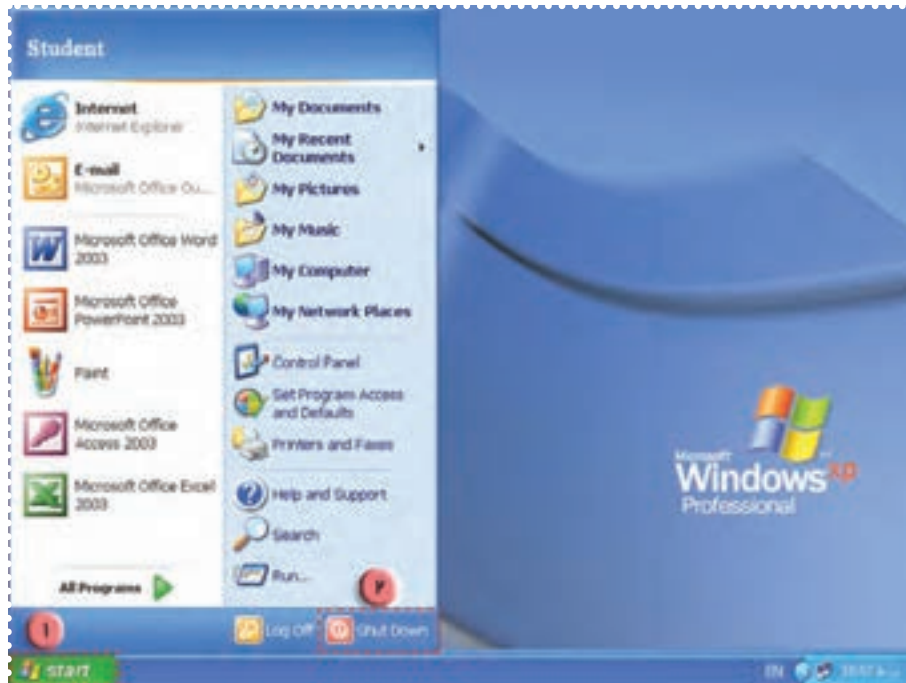 Student
Internet
Internet Explorer
E-mail
Microsoft Office Ou...
Microsoft Office Word
2003
Microsoft Office
PowerPoint 2003
Paint
Microsoft Office
Access 2003
Microsoft Office Excel
2003
All Programs
My Documents
My Recent
Documents
My Pictures
My Music
My Computer
My Network Places
Control Panel
Set Program Access
and Defaults
Printers and Faxes
Help and Support
Search
Run...
۱
۲
Log Off
Shut Down
start
Microsoft
Windows xp
Professional
EN